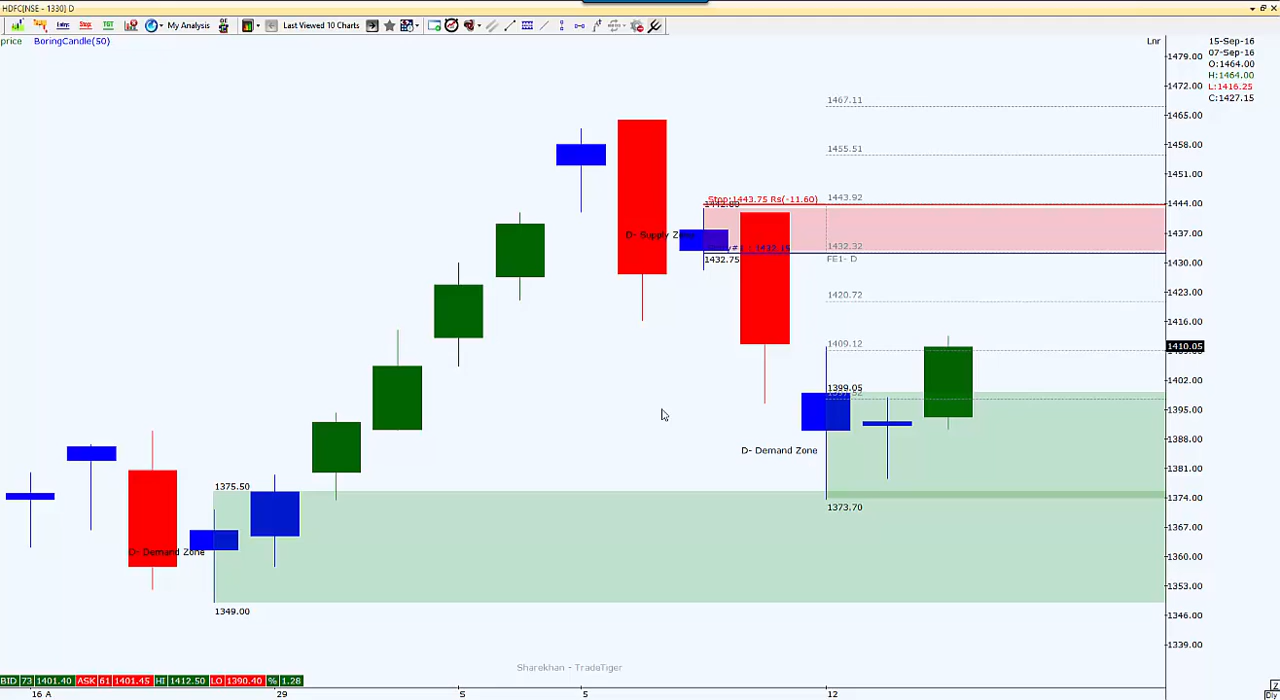 HDFC[NSE - 1330] D
My Analysis
Last Viewed 10 Charts
price BoringCandle(50)
Lnr
15-Sep-16
07-Sep-16
O:1464.00
H:1464.00
L:1416.25
C:1427.15
1479.00
1472.00
1465.00
1458.00
1451.00
1444.00
1437.00
1430.00
1423.00
1416.00
1410.05
1402.00
1395.00
1388.00
1381.00
1374.00
1367.00
1360.00
1353.00
1346.00
1339.00
1467.11
1455.51
Stop:1443.75 Rs(-11.60)
1443.92
D- Supply Zone
1432.15
1432.32
1432.75
FE1- D
1420.72
1409.12
1399.05
D- Demand Zone
1375.50
1373.70
D- Demand Zone
1349.00
Sharekhan - TradeTiger
BID 73 1401.40 ASK 61 1401.45 HI 1412.50 LO 1390.40 % 1.28
16 A 29 5 5 12